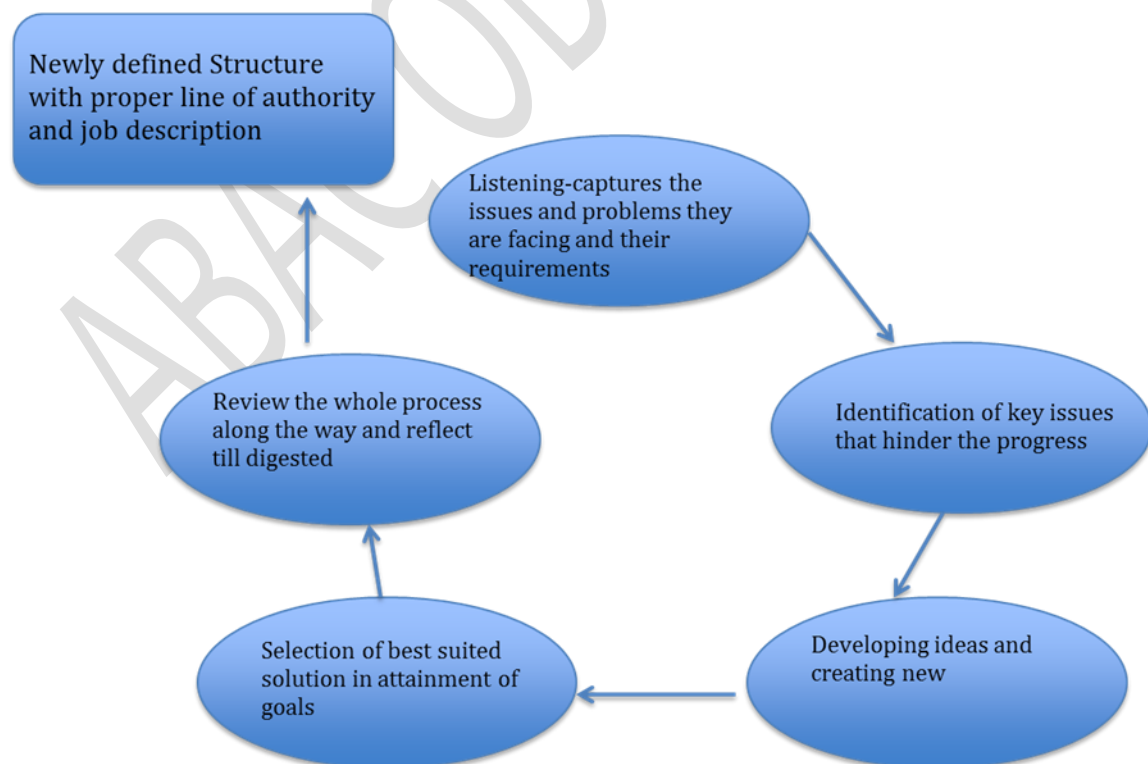 Newly defined Structure
with proper line of authority
and job description
Listening-captures the
issues and problems they
are facing and their
requirements
Identification of key issues
that hinder the progress
Developing ideas and
creating new
Selection of best suited
solution in attainment of
goals
Review the whole process
along the way and reflect
till digested